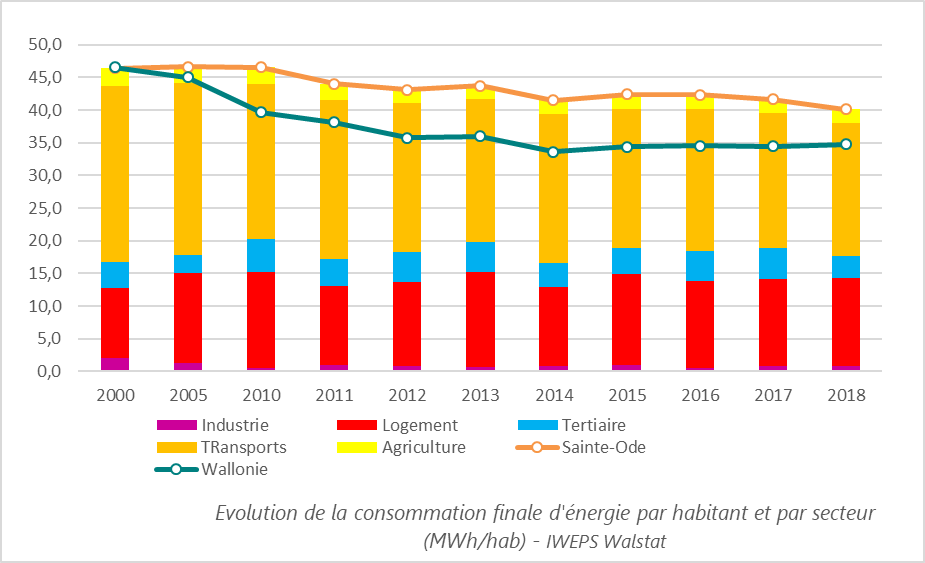 50,0
45,0
40,0
35,0
30,0
25,0
20,0
15,0
10,0
5,0
0,0
2000 2005 2010 2011 2012 2013 2014 2015 2016 2017 2018
Industrie Logement Tertiaire
TRansports Agriculture Sainte-Ode
Wallonie
Evolution de la consommation finale d'énergie par habitant et par secteur
(MWh/hab) - IWEPS Walstat